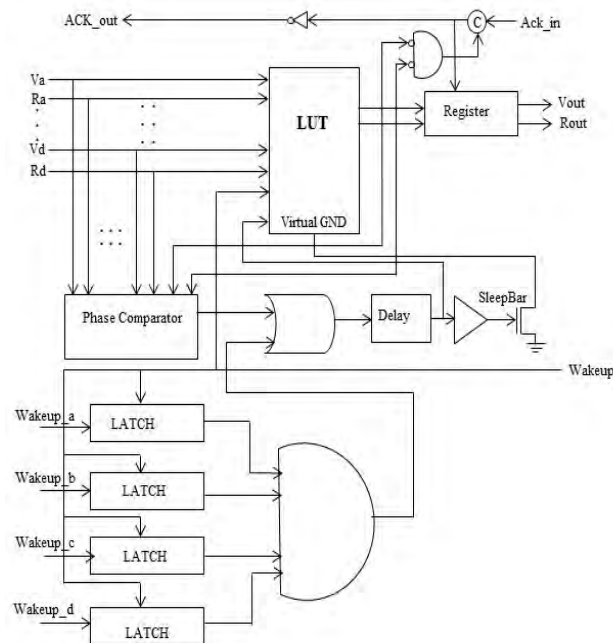 ACK_out
C
Ack_in
Va
Ra
Vd
Rd
LUT
Virtual GND
Register
Vout
Rout
Phase Comparator
Delay
SleepBar
Wakeup
Wakeup_a
LATCH
Wakeup_b
LATCH
Wakeup_c
LATCH
Wakeup_d
LATCH